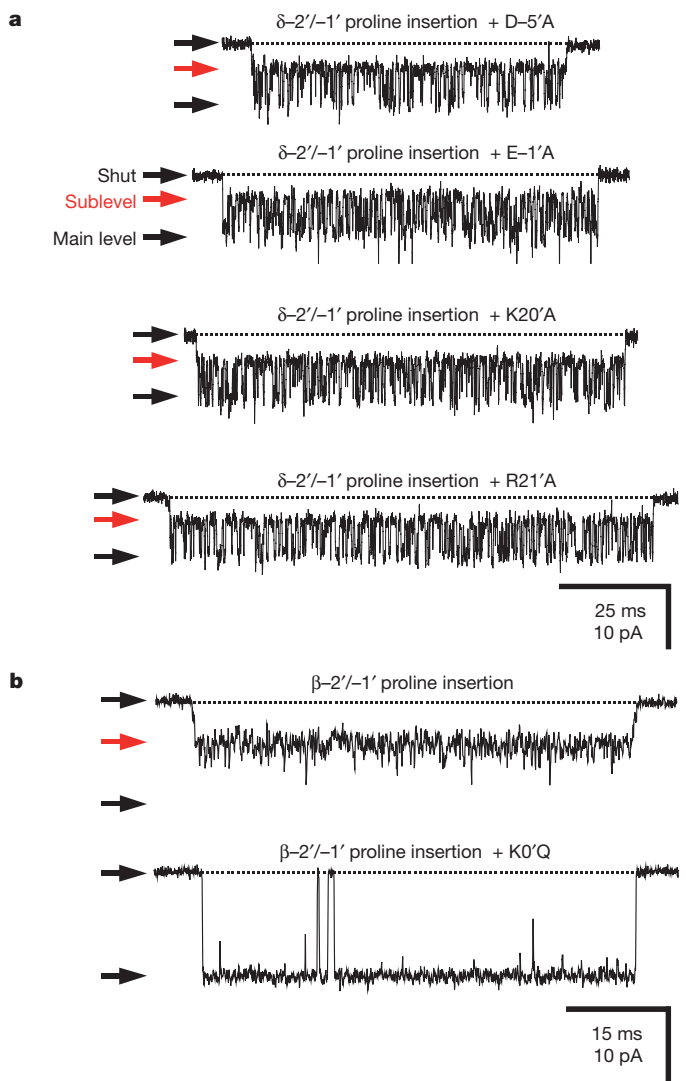 a
δ–2′/–1′ proline insertion + D–5′A
δ–2′/–1′ proline insertion + E–1′A
Shut
Sublevel
Main level
δ–2′/–1′ proline insertion + K20′A
δ–2′/–1′ proline insertion + R21′A
25 ms
10 pA
b
β–2′/–1′ proline insertion
β–2′/–1′ proline insertion + K0′Q
15 ms
10 pA